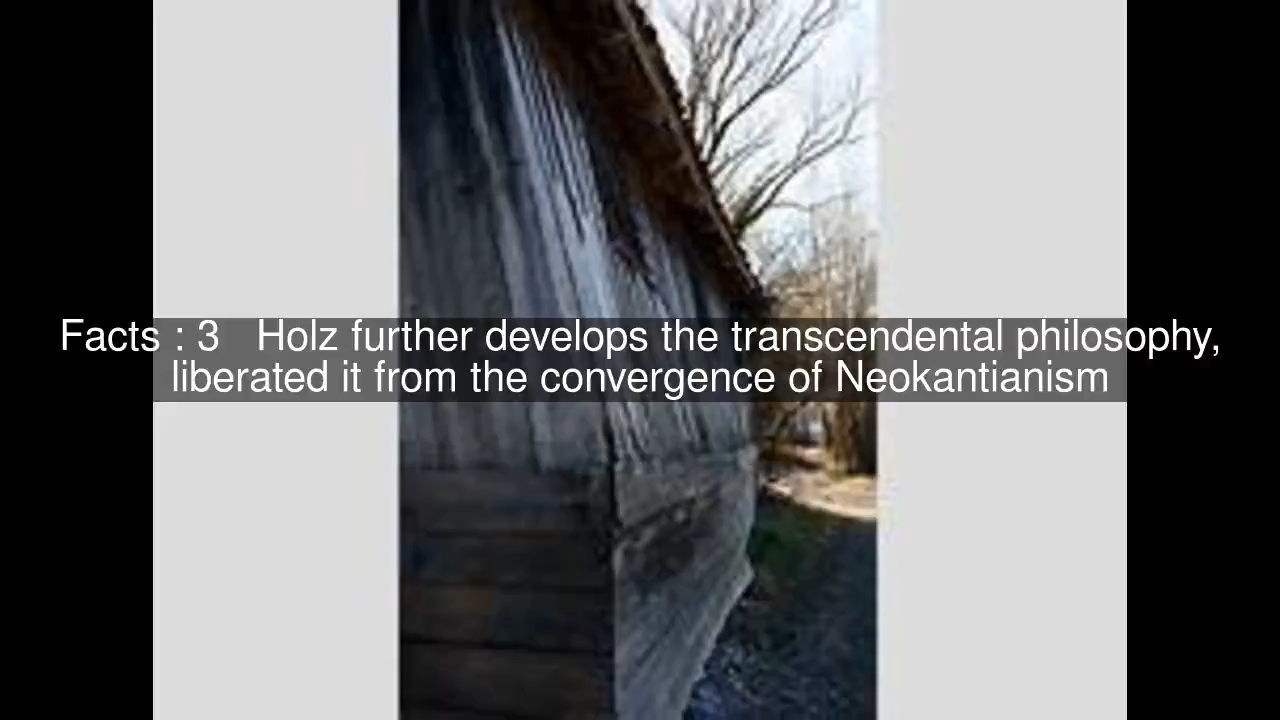 Facts : 3   Holz further develops the transcendental philosophy,
liberated it from the convergence of Neokantianism